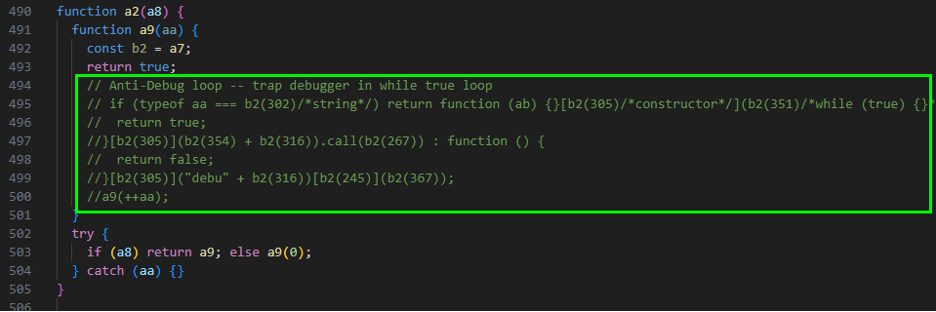 490 function a2(a8) {
491 function a9(aa) {
492 const b2 = a7;
493 return true;
494 // Anti-Debug loop -- trap debugger in while true loop
495 // if (typeof aa === b2(302)/*string*/) return function (ab) {}[b2(305)/*constructor*/](b2(351)/*while (true) {}*
496 // return true;
497 //}[b2(305)](b2(354) + b2(316)).call(b2(267)) : function () {
498 // return false;
499 //}[b2(305)]("debu" + b2(316))[b2(245)](b2(367));
500 //a9(++aa);
501 }
502 try {
503 if (a8) return a9; else a9(0);
504 } catch (aa) {}
505 }
506